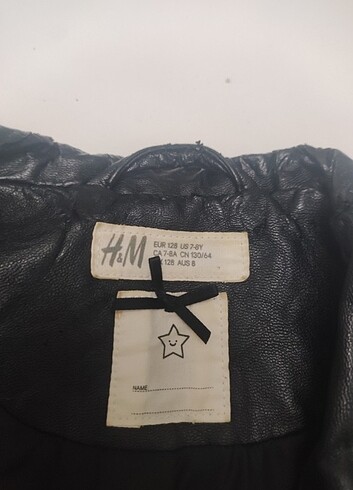 H&M
EUR 128 US 7-8Y
CA 7-8A CN 130/64
128 AUS 8
NAME: